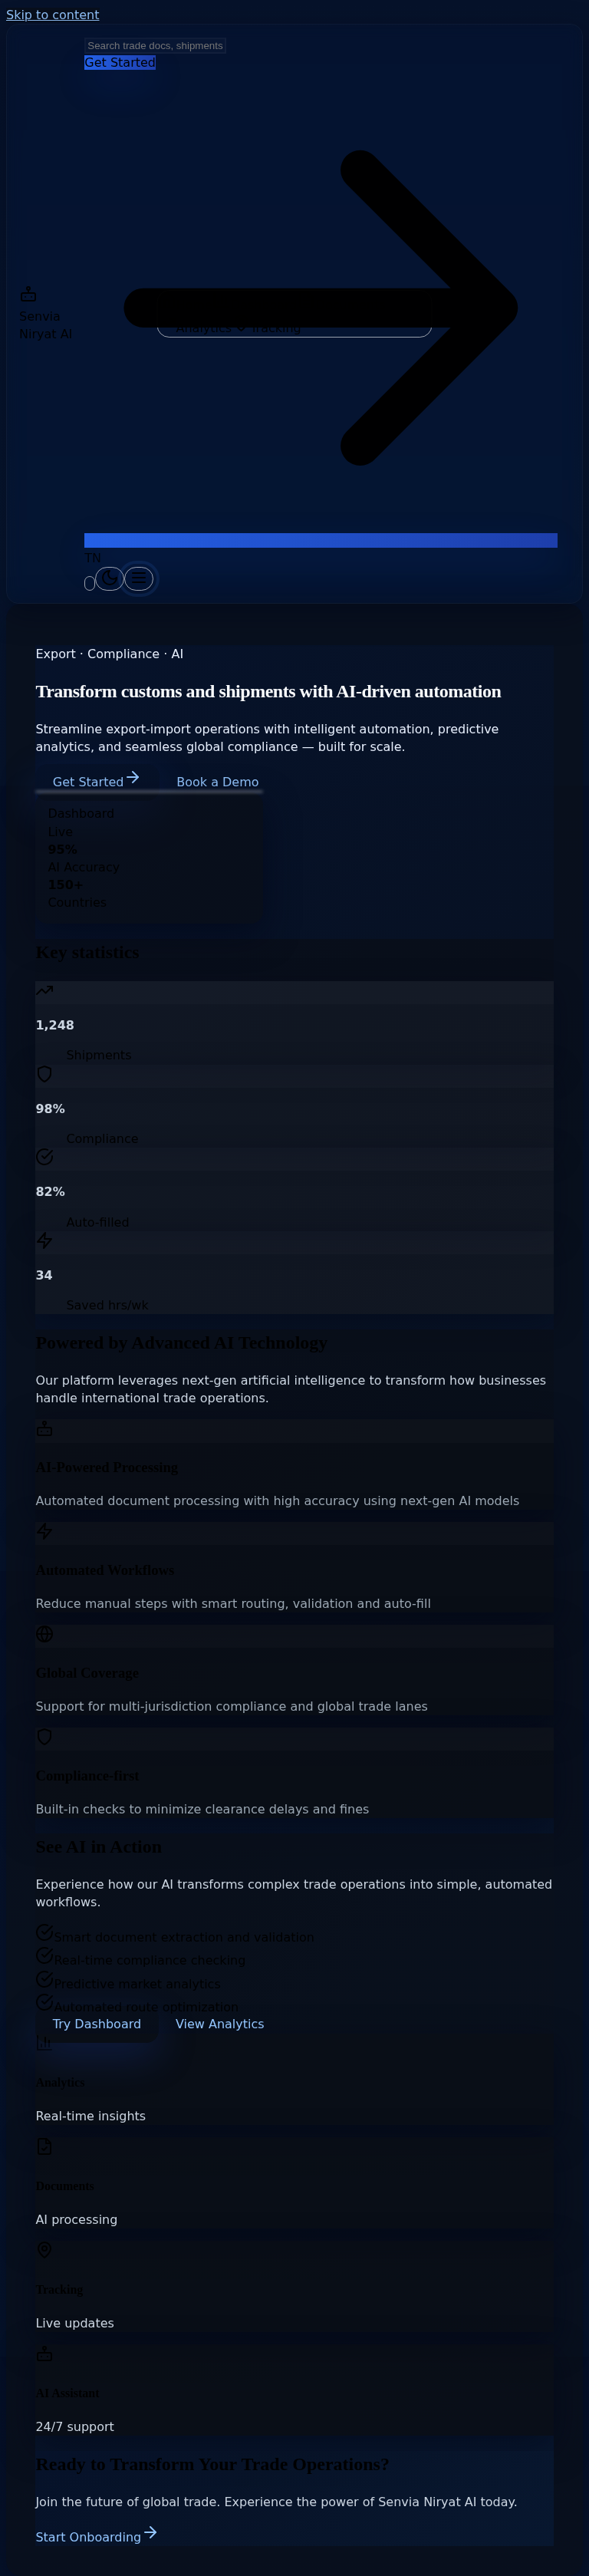 Skip to content
Search trade docs, shipments
Get Started
Senvia
Niryat AI
Analytics
Tracking
TN
Export · Compliance · AI
Transform customs and shipments with AI-driven automation
Streamline export-import operations with intelligent automation, predictive
analytics, and seamless global compliance — built for scale.
Get Started
Book a Demo
Dashboard
Live
95%
AI Accuracy
150+
Countries
Key statistics
1,248
Shipments
98%
Compliance
82%
Auto-filled
34
Saved hrs/wk
Powered by Advanced AI Technology
Our platform leverages next-gen artificial intelligence to transform how businesses
handle international trade operations.
AI-Powered Processing
Automated document processing with high accuracy using next-gen AI models
Automated Workflows
Reduce manual steps with smart routing, validation and auto-fill
Global Coverage
Support for multi-jurisdiction compliance and global trade lanes
Compliance-first
Built-in checks to minimize clearance delays and fines
See AI in Action
Experience how our AI transforms complex trade operations into simple, automated
workflows.
Smart document extraction and validation
Real-time compliance checking
Predictive market analytics
Automated route optimization
Try Dashboard
View Analytics
Analytics
Real-time insights
Documents
AI processing
Tracking
Live updates
AI Assistant
24/7 support
Ready to Transform Your Trade Operations?
Join the future of global trade. Experience the power of Senvia Niryat AI today.
Start Onboarding